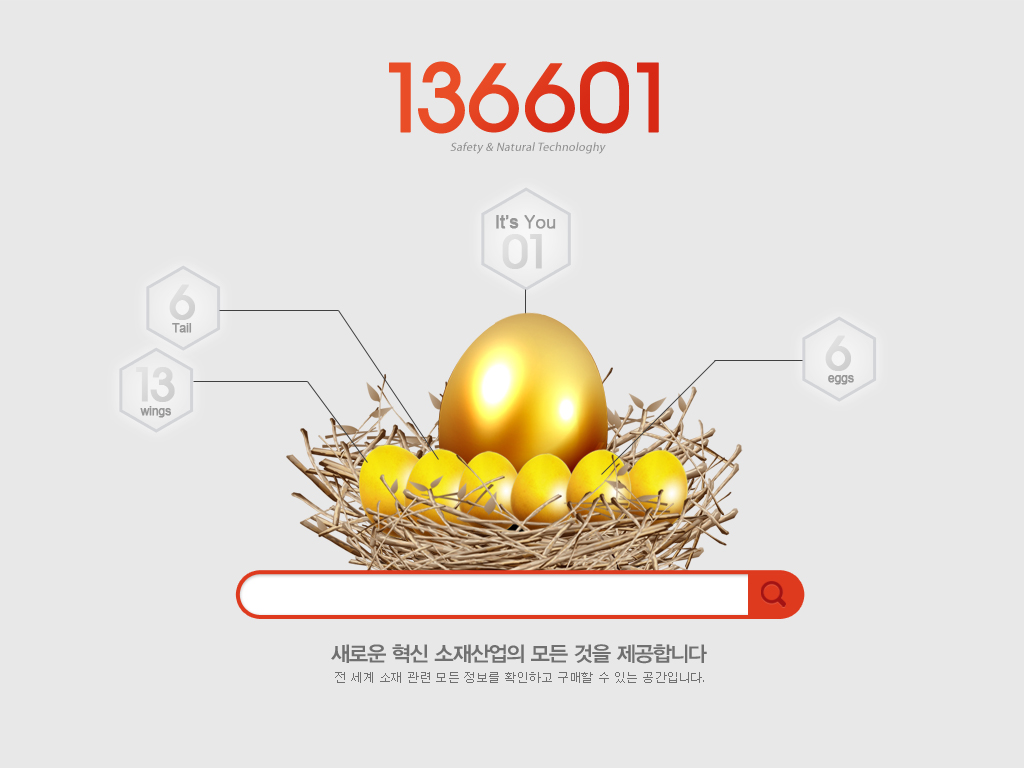 136601
Safety & Natural Technologhy
It's You
01
6
Tail
13
wings
6
eggs
새로운 혁신 소재산업의 모든 것을 제공합니다
전 세계 소재 관련 모든 정보를 확인하고 구매할 수 있는 공간입니다.